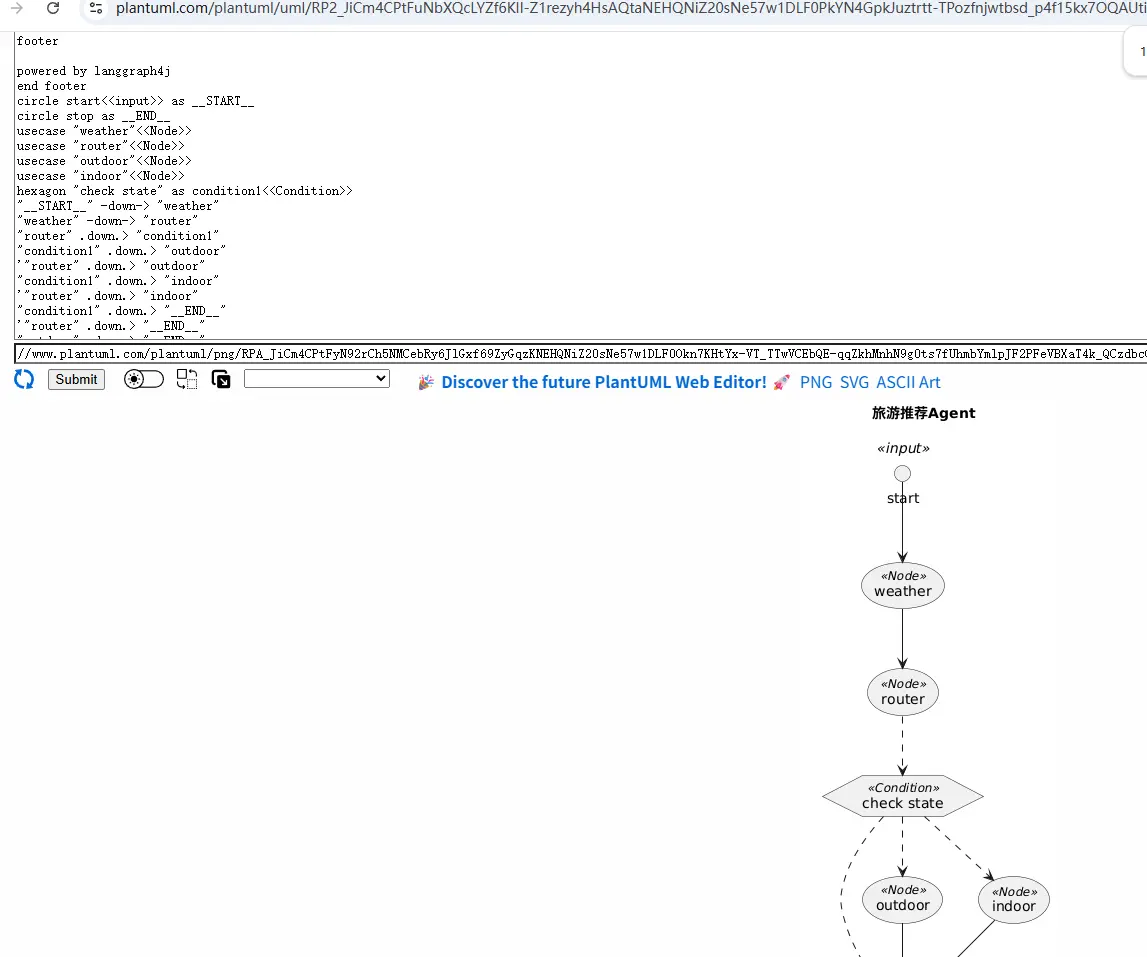 plantuml.com/plantuml/uml/RP2_JiCm4CPtFuNbXQcLYZf6KII-Z1rezyh4HsAQtaNEHQNiZ20sNe57w1DLF0PkYN4GpkJuztrtt-TPozfnjwtbsd_p4f15kx7OQAUti
footer
powered by langgraph4j
end footer
circle start<<input>> as __START__
circle stop as __END__
usecase "weather"<<Node>>
usecase "router"<<Node>>
usecase "outdoor"<<Node>>
usecase "indoor"<<Node>>
hexagon "check state" as condition1<<Condition>>
"__START__" -down-> "weather"
"weather" -down-> "router"
"router" .down.> "condition1"
"condition1" .down.> "outdoor"
'"router" .down.> "outdoor"
"condition1" .down.> "indoor"
'"router" .down.> "indoor"
"condition1" .down.> "__END__"
'"router" .down.> "__END__"
//www.plantuml.com/plantuml/png/RPA_JiCm4CPtFyN92rCh5NMCebRy6JlGxf69ZyGqzKNEHQNiZ20sNe57w1DLF00kn7KHtYx-VT_TTwVCEbQE-qqZkhMnhN9g0ts7fUhmbYmlpJF2PFeVBXaT4k_QCzdbc
Submit
Discover the future PlantUML Web Editor! PNG SVG ASCII Art
旅游推荐Agent
«input»
start
«Node»
weather
«Node»
router
«Condition»
check state
«Node»
outdoor
«Node»
indoor